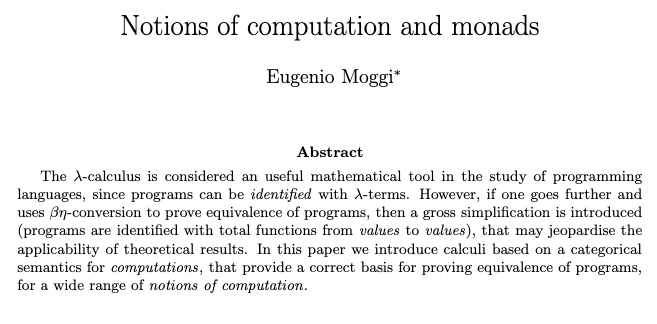 Notions of computation and monads
Eugenio Moggi*
Abstract
The λ-calculus is considered an useful mathematical tool in the study of programming
languages, since programs can be identified with λ-terms. However, if one goes further and
uses βη-conversion to prove equivalence of programs, then a gross simplification is introduced
(programs are identified with total functions from values to values), that may jeopardise the
applicability of theoretical results. In this paper we introduce calculi based on a categorical
semantics for computations, that provide a correct basis for proving equivalence of programs,
for a wide range of notions of computation.